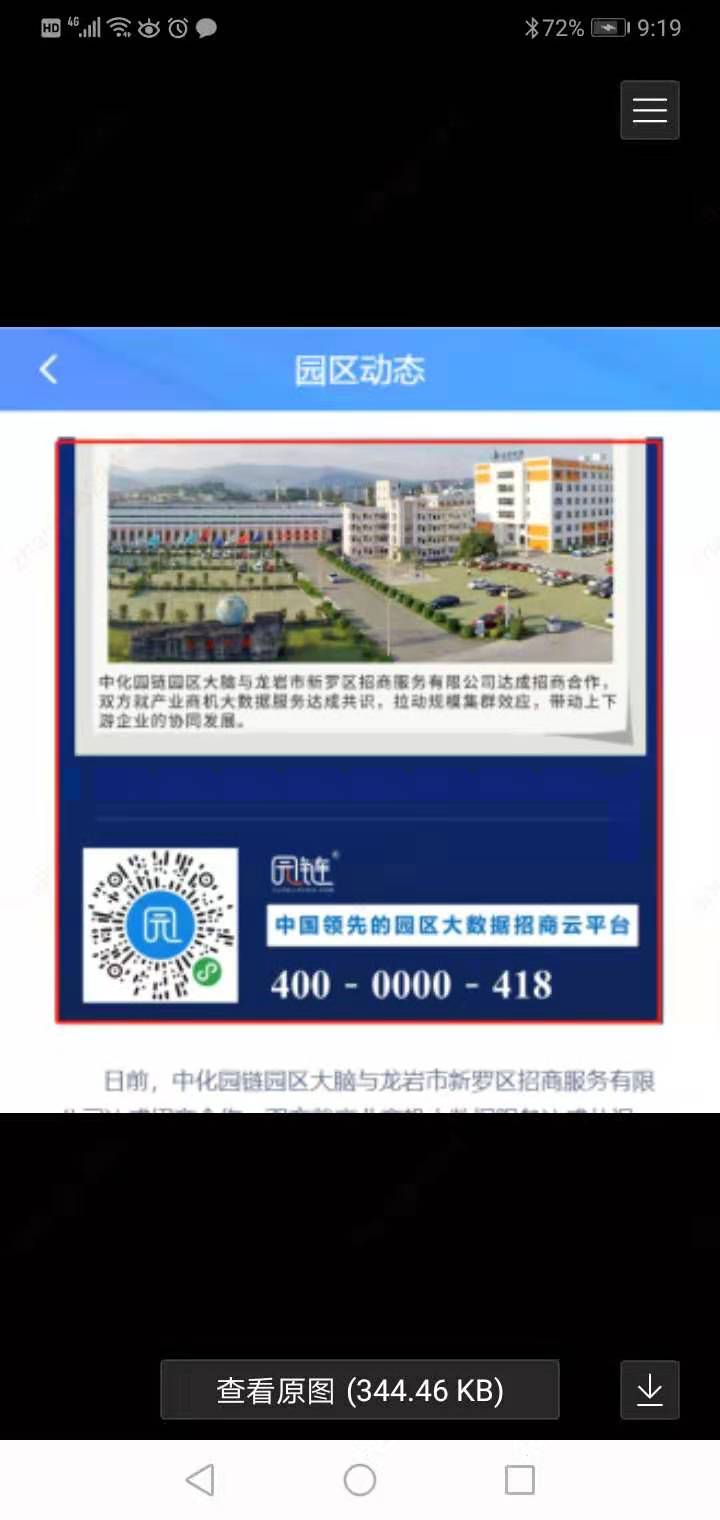 HD 4G 72% 9:19
园区动态
中化园链园区大脑与龙岩市新罗区招商服务有限公司达成招商合作，
双方就产业商机大数据服务达成共识，拉动规模集群效应，带动上下
游企业的协同发展。
园链®
中国领先的园区大数据招商云平台
400 - 0000 - 418
日前，中化园链园区大脑与龙岩市新罗区招商服务有限
查看原图 (344.46 KB)